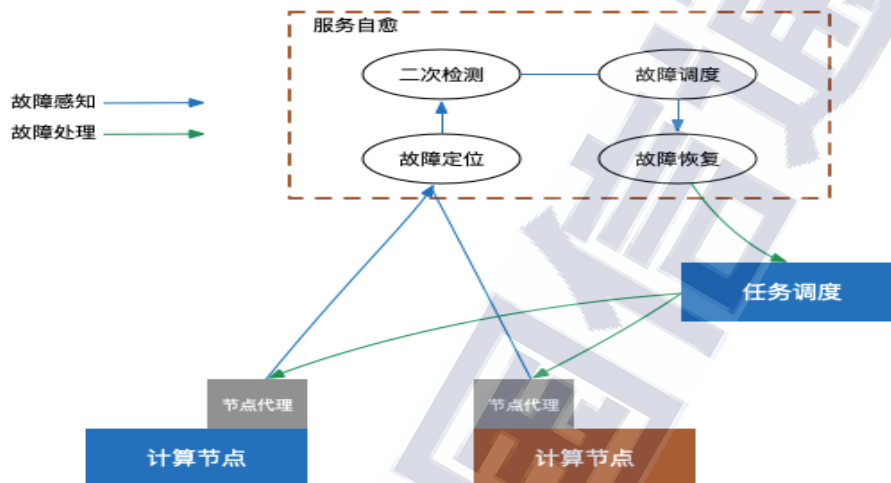 服务自愈
二次检测
故障调度
故障感知
故障处理
故障定位
故障恢复
任务调度
节点代理
节点代理
计算节点
计算节点